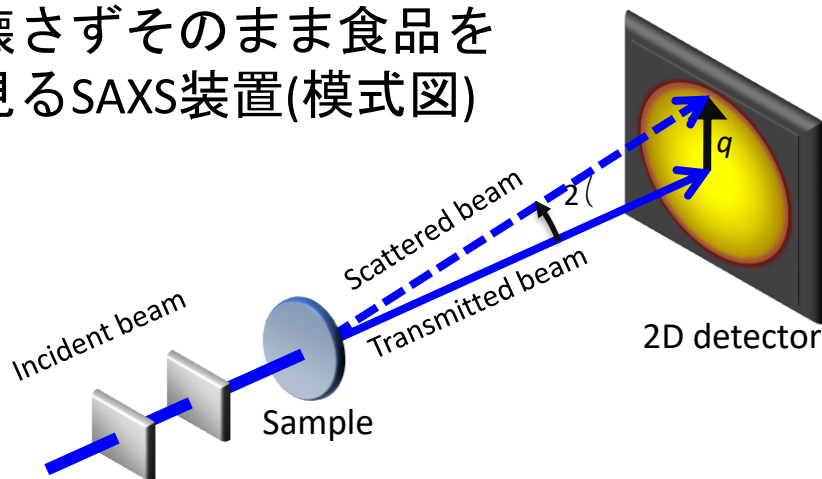 壊さずそのまま食品を
見るSAXS装置(模式図)
q
2(
Scattered beam
Transmitted beam
Incident beam
2D detector
Sample